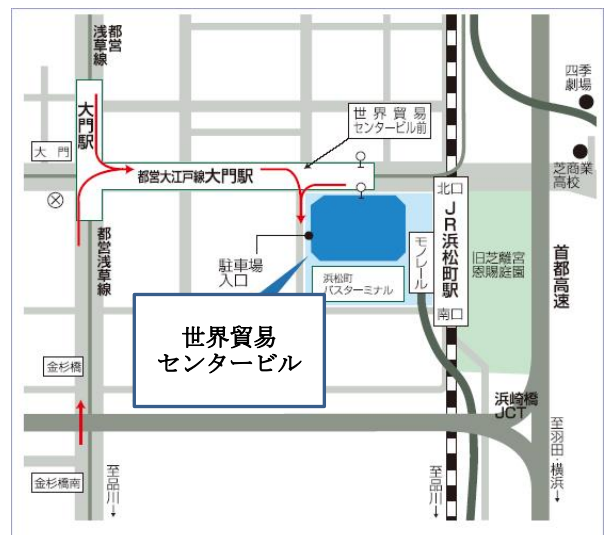 都営
浅草線
四季
劇場
大門駅
世界貿易
センタービル前
大門
都営大江戸線大門駅
芝商業
高校
北口
JR浜松町駅
南口
モノレール
旧芝離宮
恩賜庭園
首都高速
都営浅草線
駐車場
入口
浜松町
バスターミナル
世界貿易
センタービル
金杉橋
浜崎橋
JCT
至羽田・横浜→
金杉橋南
至品川→
至品川→